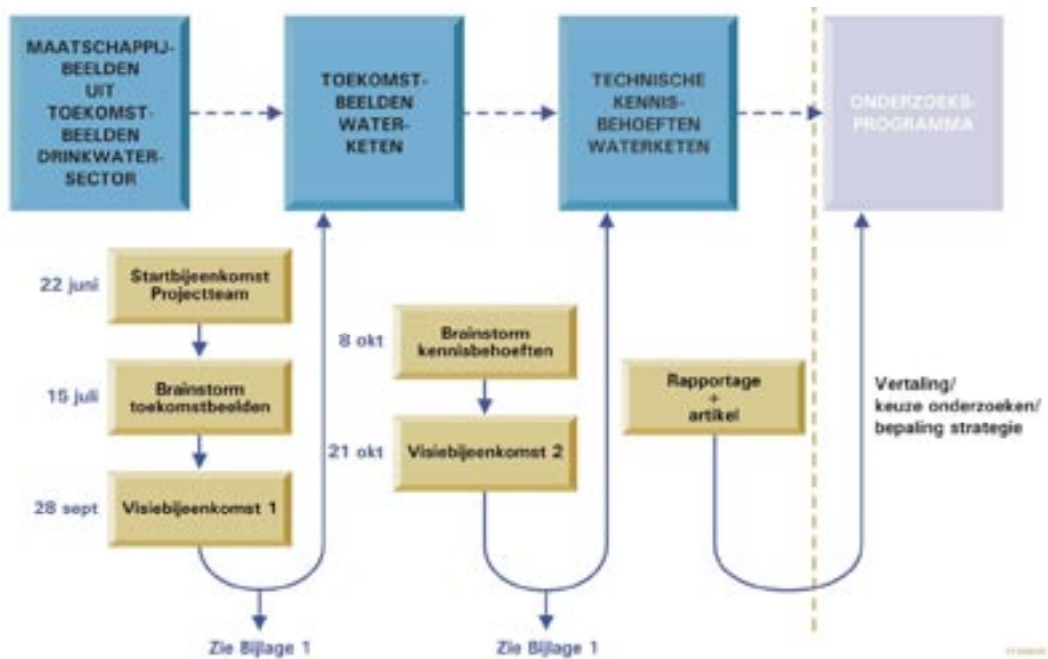 MAATSCHAPPIJ-
BEELDEN
UIT
TOEKOMST-
BEELDEN
DRINKWATER-
SECTOR
TOEKOMST-
BEELDEN
WATER-
KETEN
TECHNISCHE
KENNIS-
BEHOEFTEN
WATERKETEN
ONDERZOEKS-
PROGRAMMA
22 juni
Startbijeenkomst
Projectteam
15 juli
Brainstorm
toekomstbeelden
28 sept
Visiebijeenkomst 1
Zie Bijlage 1
8 okt
Brainstorm
kennisbehoeften
21 okt
Visiebijeenkomst 2
Zie Bijlage 1
Rapportage
+
artikel
Vertaling/
keuze onderzoeken/
bepaling strategie